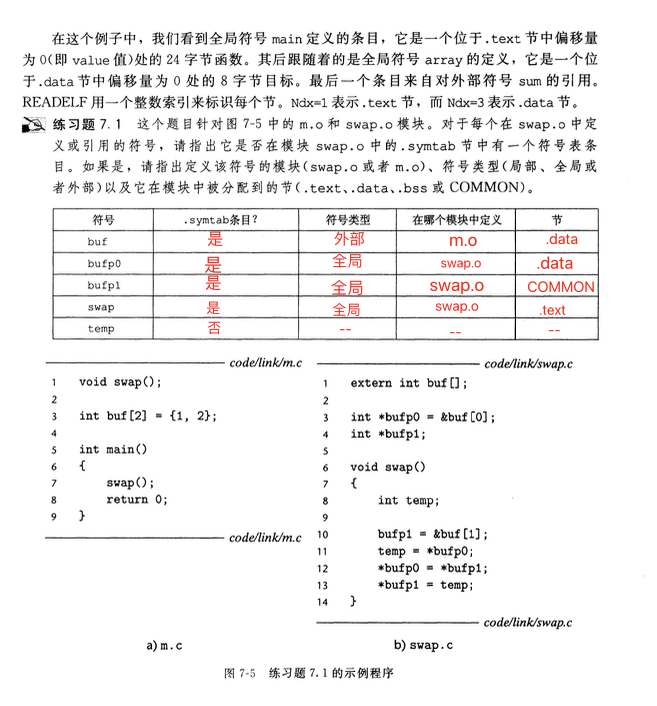 在这个例子中，我们看到全局符号 main 定义的条目，它是一个位于.text 节中偏移量
为 0(即 value 值)处的 24 字节函数。其后跟随着的是全局符号 array 的定义，它是一个位
于.data 节中偏移量为 0 处的 8 字节目标。最后一个条目来自对外部符号 sum 的引用。
READELF 用一个整数索引来标识每个节。Ndx=1 表示.text 节，而 Ndx=3 表示.data 节。
练习题 7.1 这个题目针对图 7-5 中的 m.o 和 swap.o 模块。对于每个在 swap.o 中定
义或引用的符号，请指出它是否在模块 swap.o 中的.symtab 节中有一个符号表条
目。如果是，请指出定义该符号的模块(swap.o 或者 m.o)、符号类型(局部、全局或
者外部)以及它在模块中被分配到的节(.text、.data、.bss 或 COMMON)。
符号 .symtab条目? 符号类型 在哪个模块中定义 节
buf 是 外部 m.o .data
bufp0 是 全局 swap.o .data
bufp1 是 全局 swap.o COMMON
swap 是 全局 swap.o .text
temp 否 -- -- --
code/link/m.c
1 void swap();
2
3 int buf[2] = {1, 2};
4
5 int main()
6 {
7 swap();
8 return 0;
9 }
code/link/m.c
a) m.c
code/link/swap.c
1 extern int buf[];
2
3 int *bufp0 = &buf[0];
4 int *bufp1;
5
6 void swap()
7 {
8 int temp;
9
10 bufp1 = &buf[1];
11 temp = *bufp0;
12 *bufp0 = *bufp1;
13 *bufp1 = temp;
14 }
code/link/swap.c
b) swap.c
图 7-5 练习题 7.1 的示例程序